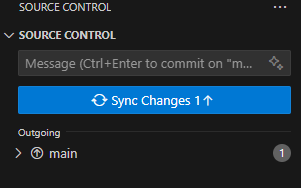 SOURCE CONTROL
SOURCE CONTROL
Message (Ctrl+Enter to commit on "m...
Sync Changes 1↑
Outgoing
main
1